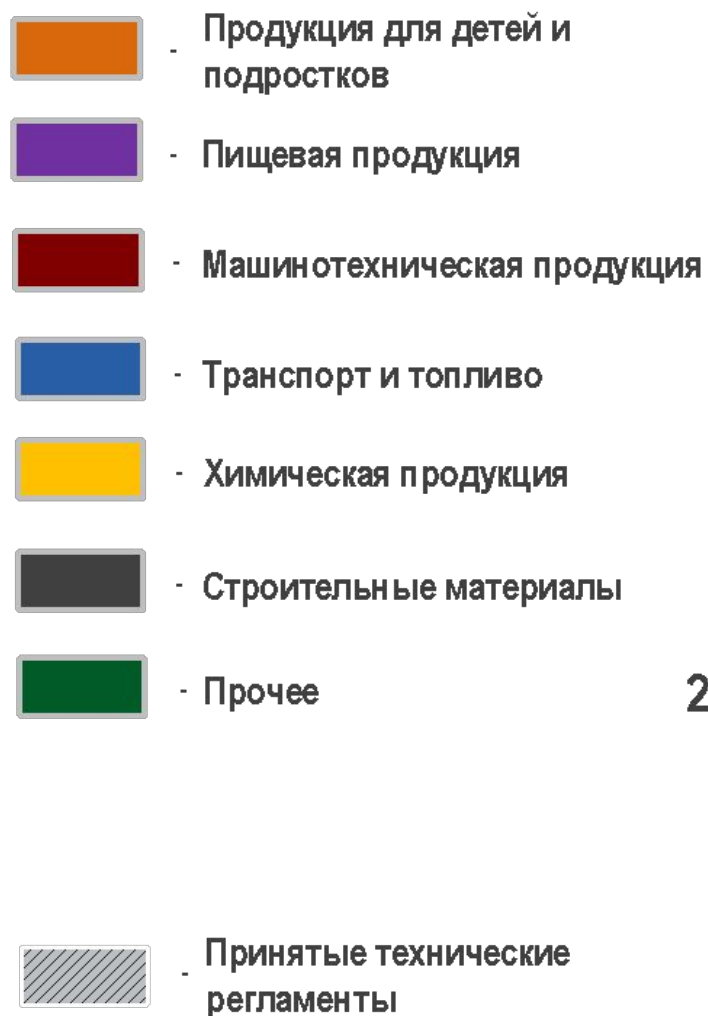 - Продукция для детей и
подростков
- Пищевая продукция
- Машинотехническая продукция
- Транспорт и топливо
- Химическая продукция
- Строительные материалы
- Прочее
2
- Принятые технические
регламенты